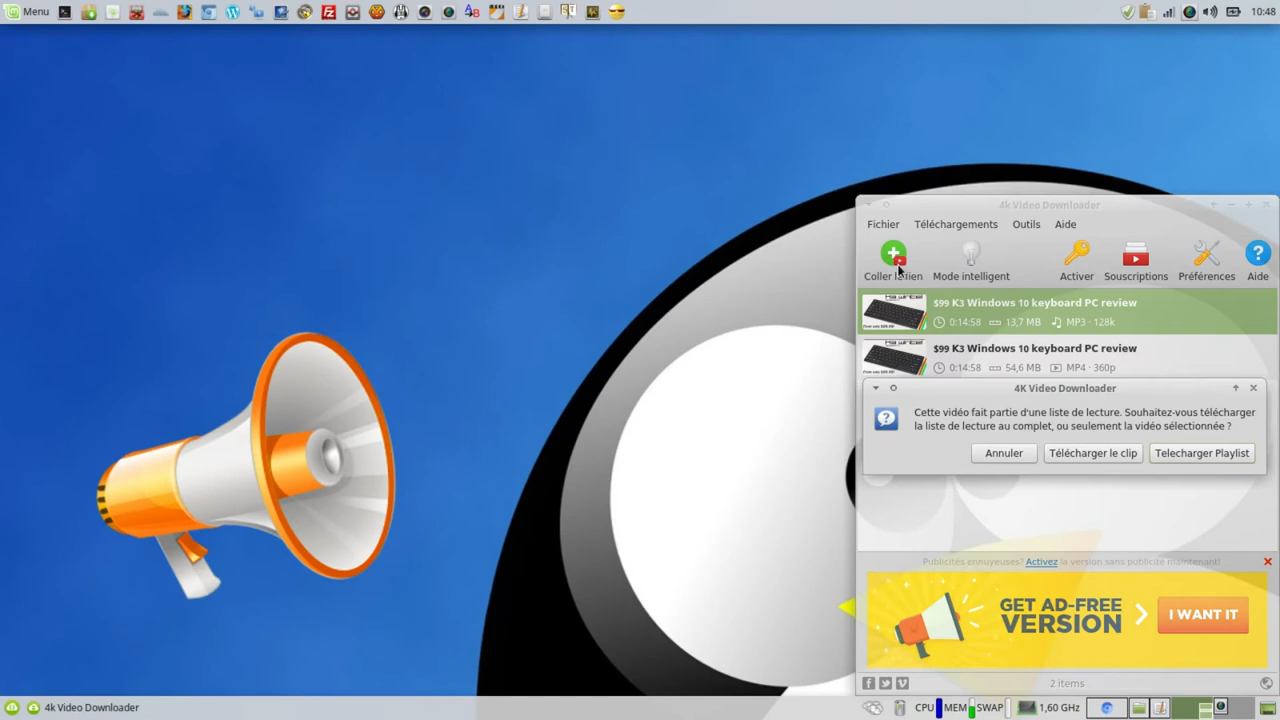 Menu
10:48
4k Video Downloader
Fichier Téléchargements Outils Aide
Coller le lien Mode intelligent Activer Souscriptions Préférences Aide
$99 K3 Windows 10 keyboard PC review
0:14:58 13,7 MB MP3 · 128k
$99 K3 Windows 10 keyboard PC review
0:14:58 54,6 MB MP4 · 360p
4K Video Downloader
Cette vidéo fait partie d'une liste de lecture. Souhaitez-vous télécharger
la liste de lecture au complet, ou seulement la vidéo sélectionnée ?
Annuler Télécharger le clip Telecharger Playlist
Publicités ennuyeuses? Activez la version sans publicité maintenant!
GET AD-FREE
VERSION
I WANT IT
2 items
4k Video Downloader
CPU MEM SWAP 1,60 GHz